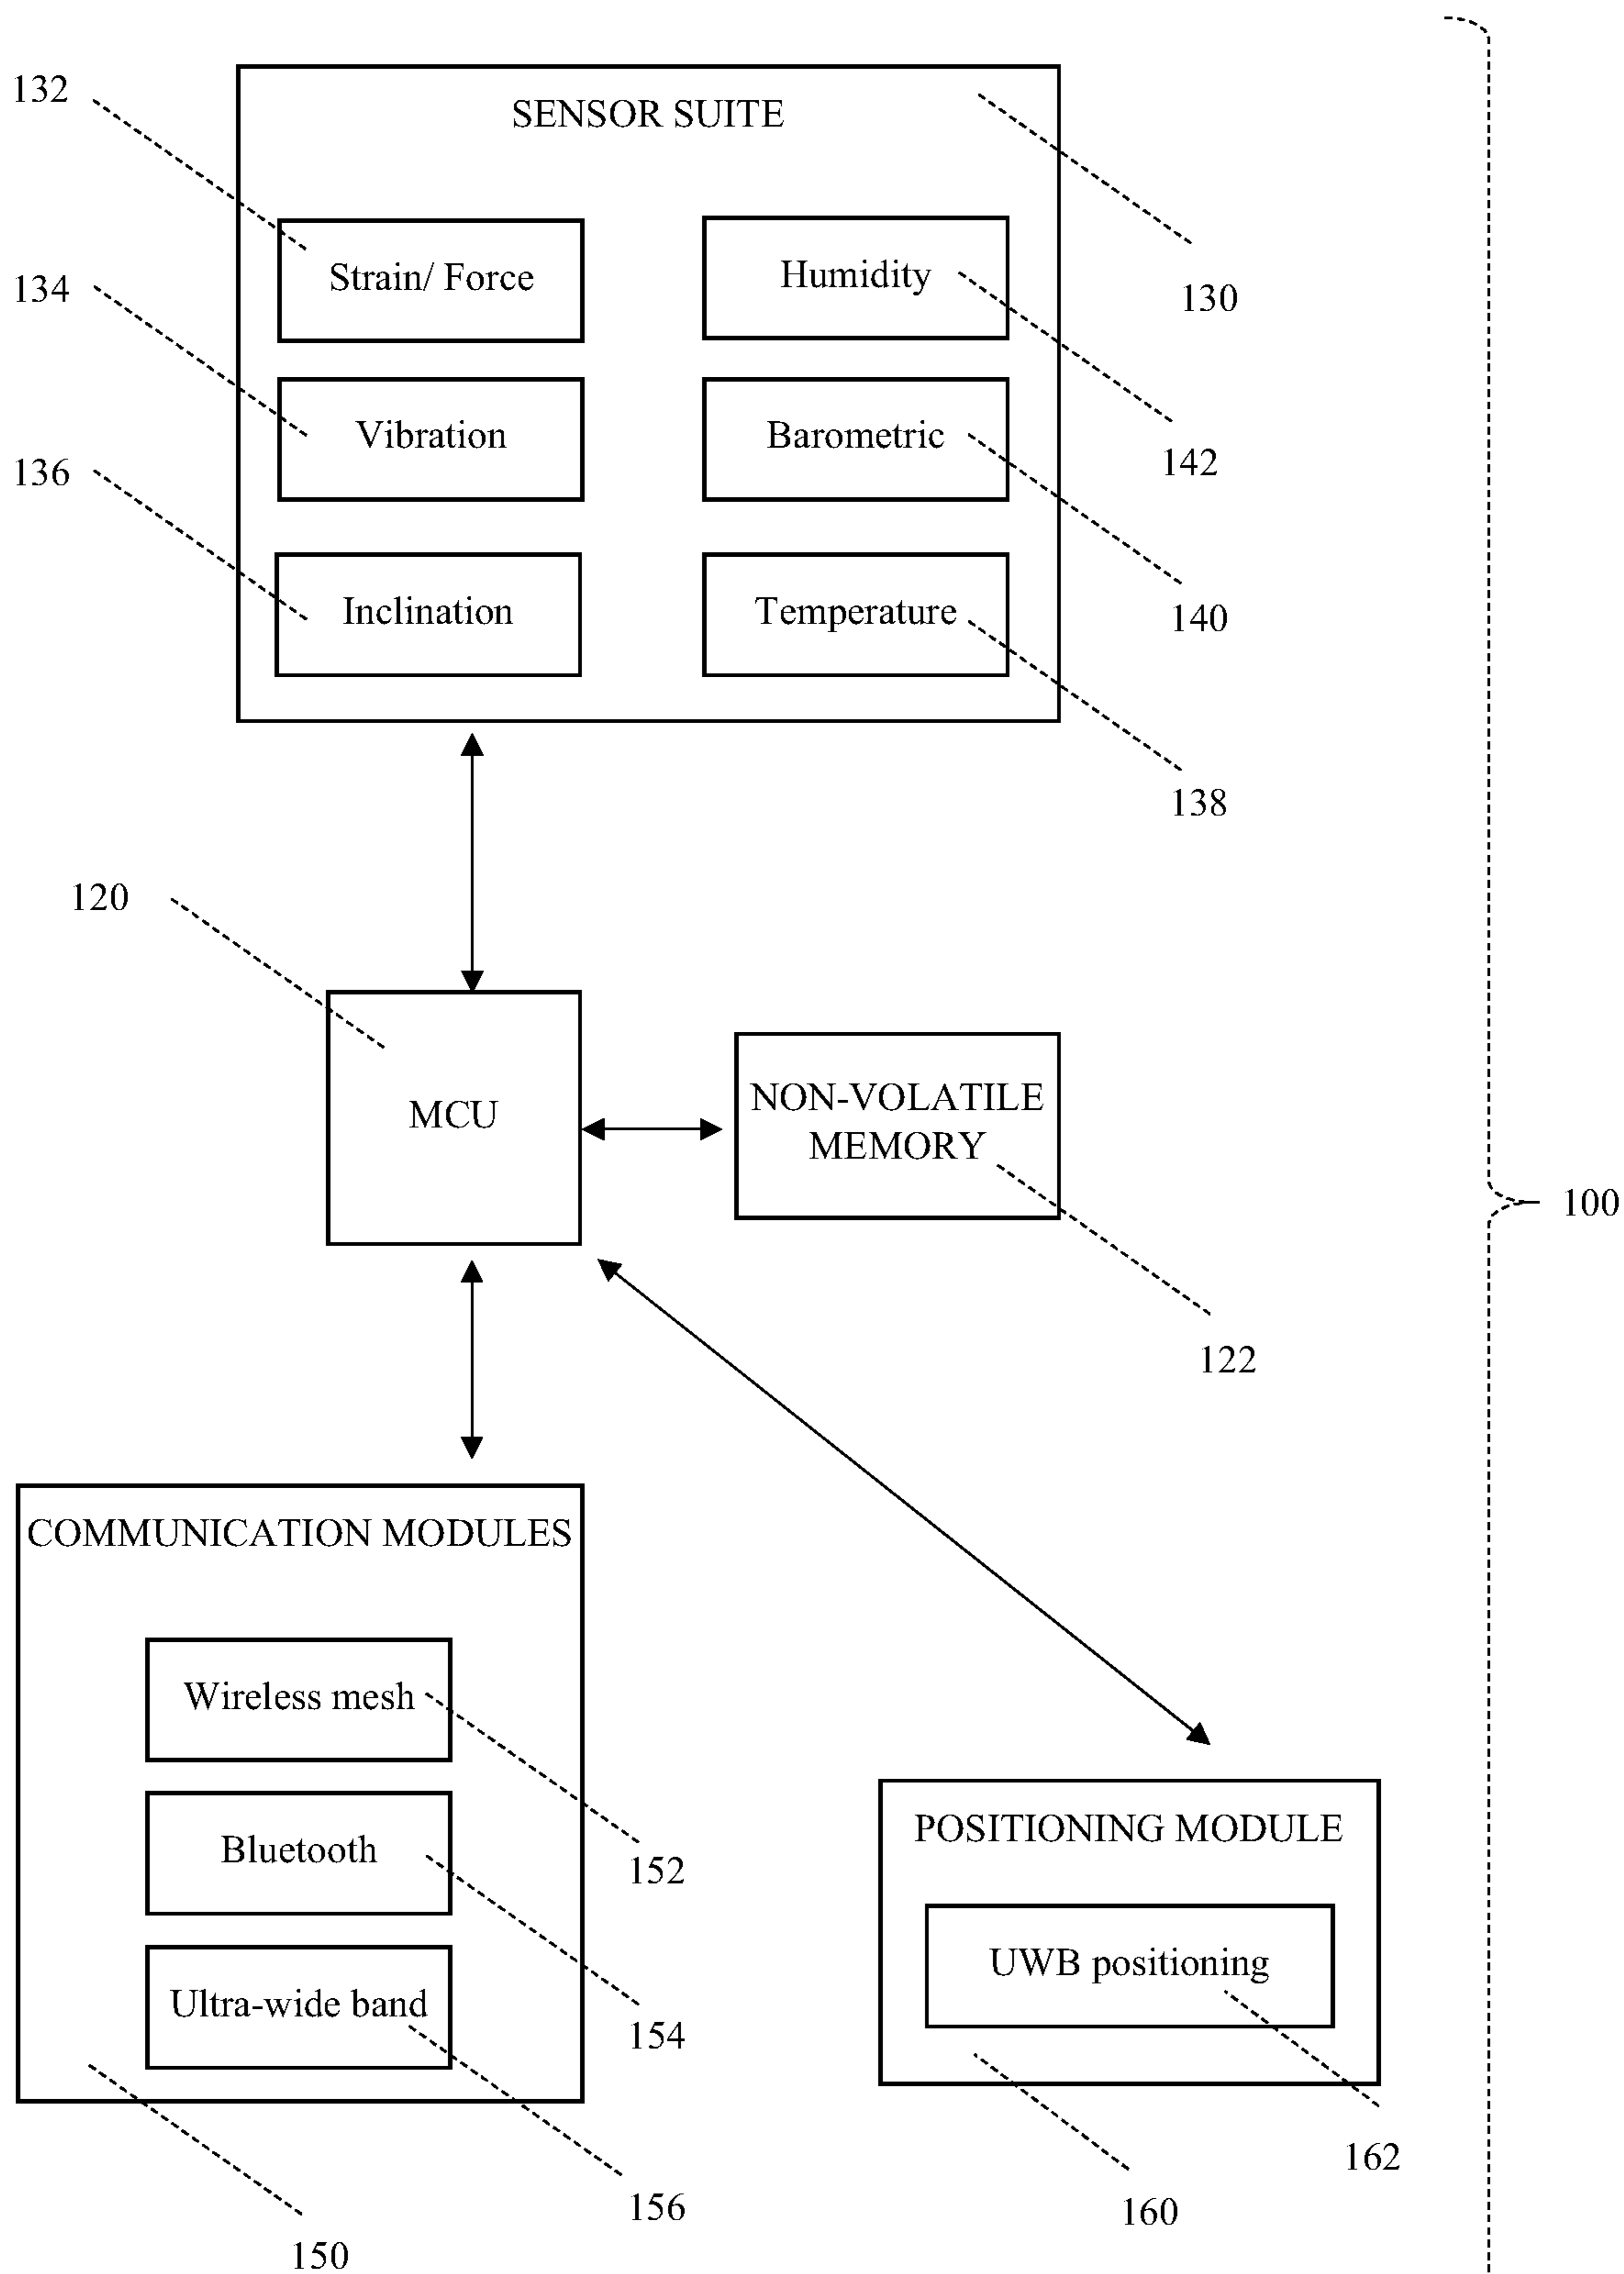 132
SENSOR SUITE
Strain/ Force
Humidity
134
130
Vibration
Barometric
136
142
Inclination
Temperature
140
138
120
MCU
NON-VOLATILE
MEMORY
100
122
COMMUNICATION MODULES
Wireless mesh
POSITIONING MODULE
Bluetooth
152
UWB positioning
Ultra-wide band
154
162
156
160
150